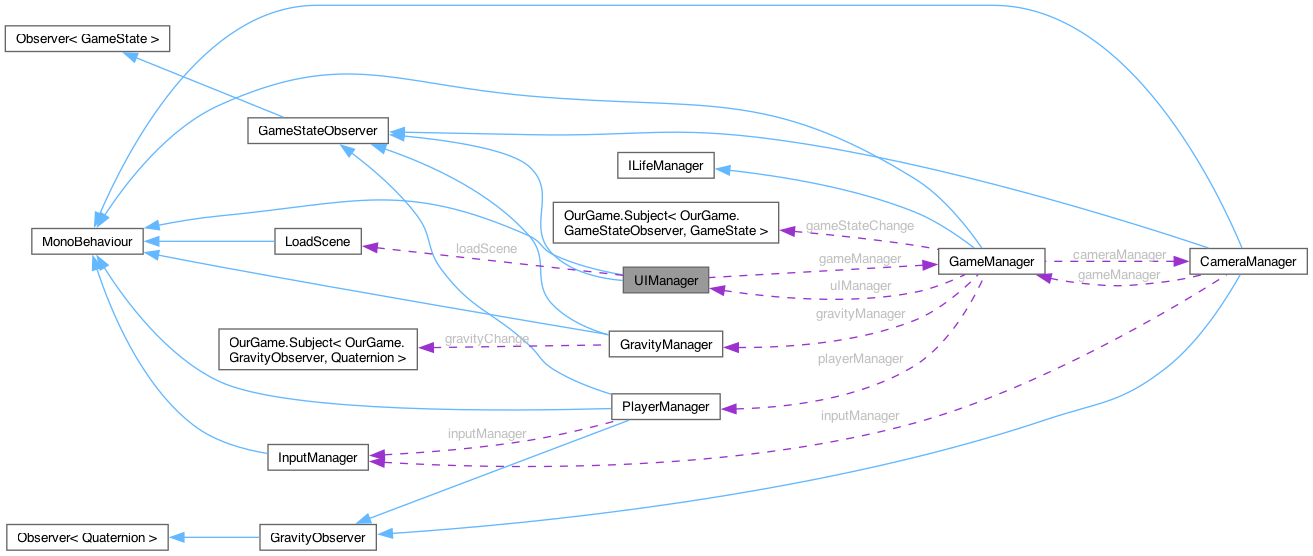 Observer< GameState >
GameStateObserver
ILifeManager
OurGame.Subject< OurGame.
GameStateObserver, GameState >
gameStateChange
MonoBehaviour
LoadScene
loadScene
UIManager
gameManager
uIManager
GameManager
cameraManager
gameManager
CameraManager
gravityManager
OurGame.Subject< OurGame.
GravityObserver, Quaternion >
gravityChange
GravityManager
playerManager
PlayerManager
inputManager
inputManager
InputManager
Observer< Quaternion >
GravityObserver